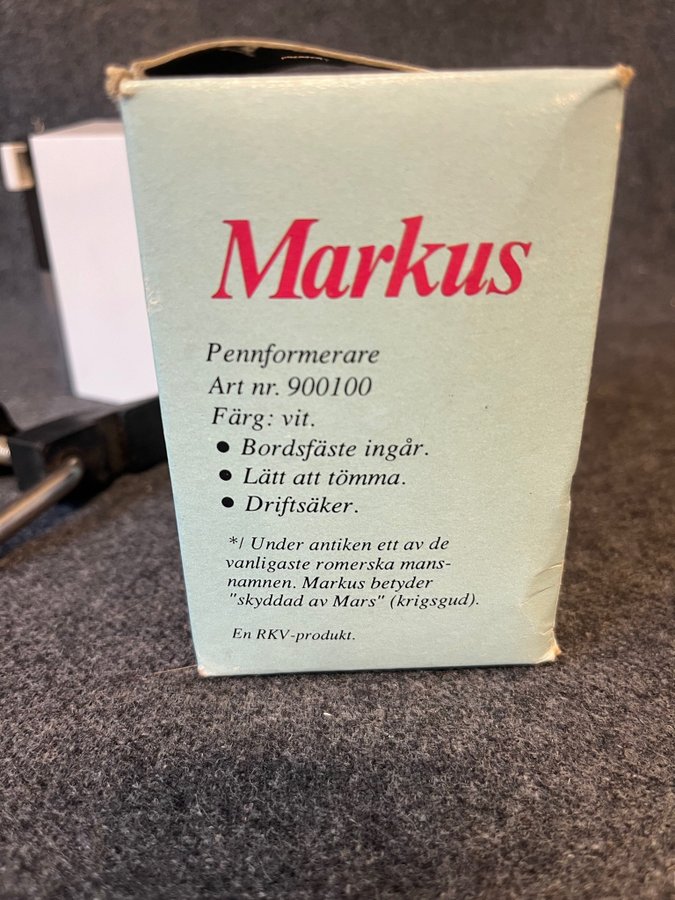 Markus
Pennformerare
Art nr. 900100
Färg: vit.
• Bordsfäste ingår.
• Lätt att tömma.
• Driftsäker.
*/ Under antiken ett av de
vanligaste romerska mans-
namnen. Markus betyder
"skyddad av Mars" (krigsgud).
En RKV-produkt.